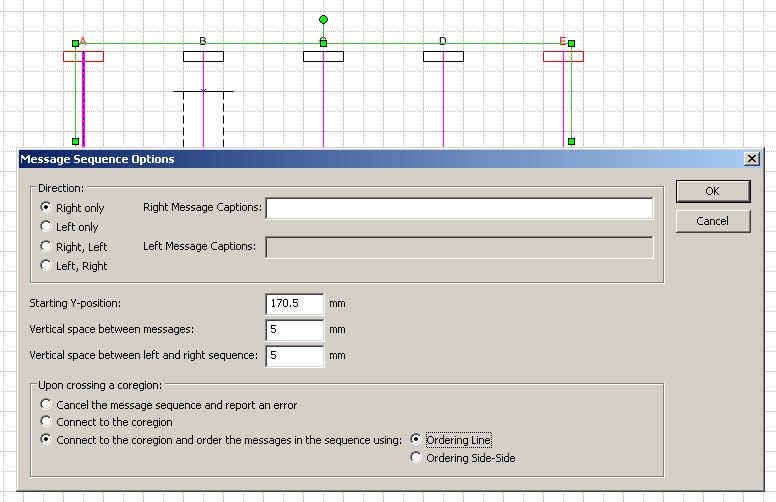 A B C D E
Message Sequence Options
Direction:
Right only
Right Message Captions:
OK
Left only
Cancel
Right, Left
Left Message Captions:
Left, Right
Starting Y-position: 170.5 mm
Vertical space between messages: 5 mm
Vertical space between left and right sequence: 5 mm
Upon crossing a coregion:
Cancel the message sequence and report an error
Connect to the coregion
Connect to the coregion and order the messages in the sequence using: Ordering Line
Ordering Side-Side